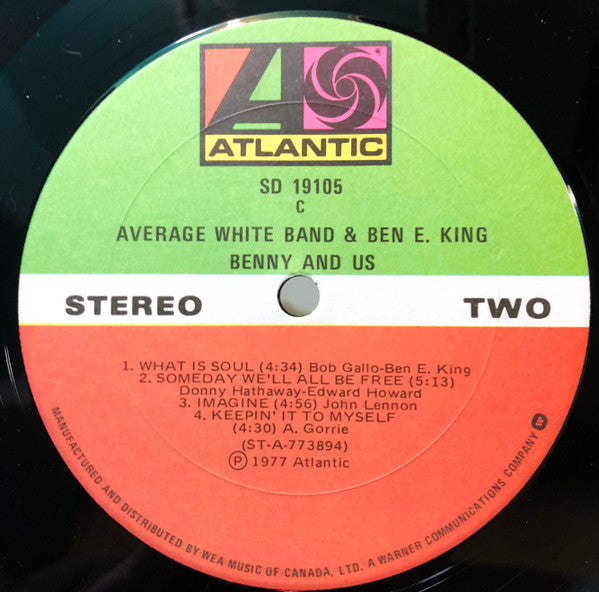 ATLANTIC
SD 19105
C
AVERAGE WHITE BAND & BEN E. KING
BENNY AND US
STEREO TWO
1. WHAT IS SOUL (4:34) Bob Gallo-Ben E. King
2. SOMEDAY WE'LL ALL BE FREE (5:13)
Donny Hathaway-Edward Howard
3. IMAGINE (4:56) John Lennon
4. KEEPIN' IT TO MYSELF
(4:30) A. Gorrie
(ST-A-773894)
Ⓟ 1977 Atlantic
MANUFACTURED AND DISTRIBUTED BY WEA MUSIC OF CANADA, LTD. A WARNER COMMUNICATIONS COMPANY